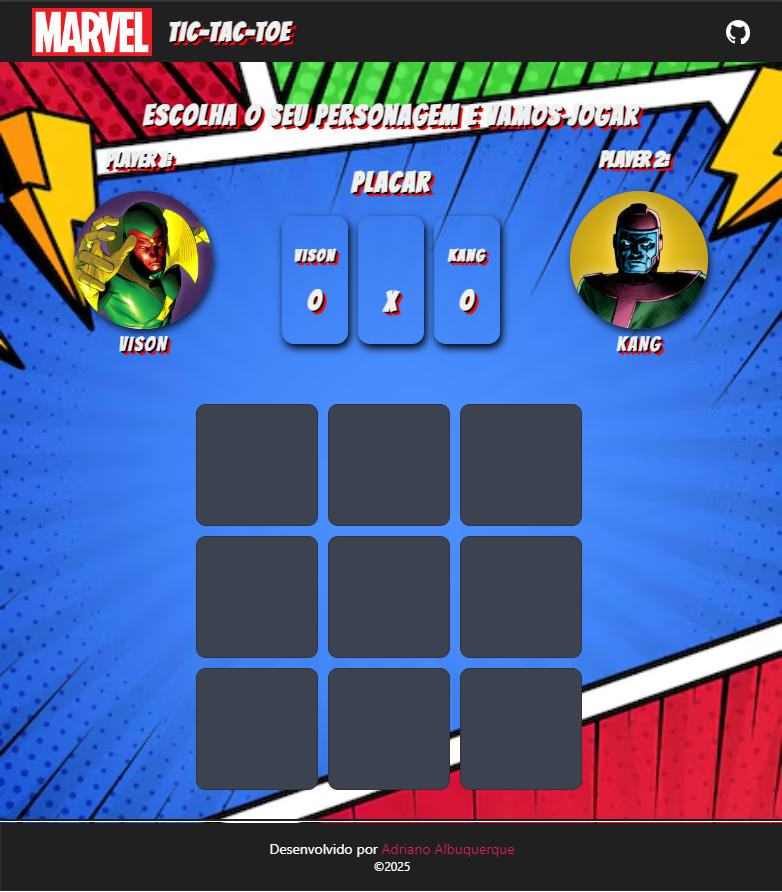 MARVEL TIC-TAC-TOE
ESCOLHA O SEU PERSONAGEM E VAMOS JOGAR
PLAYER 1:
PLAYER 2:
PLACAR
VISON
0
X
KANG
0
VISON
KANG
Desenvolvido por Adriano Albuquerque
©2025